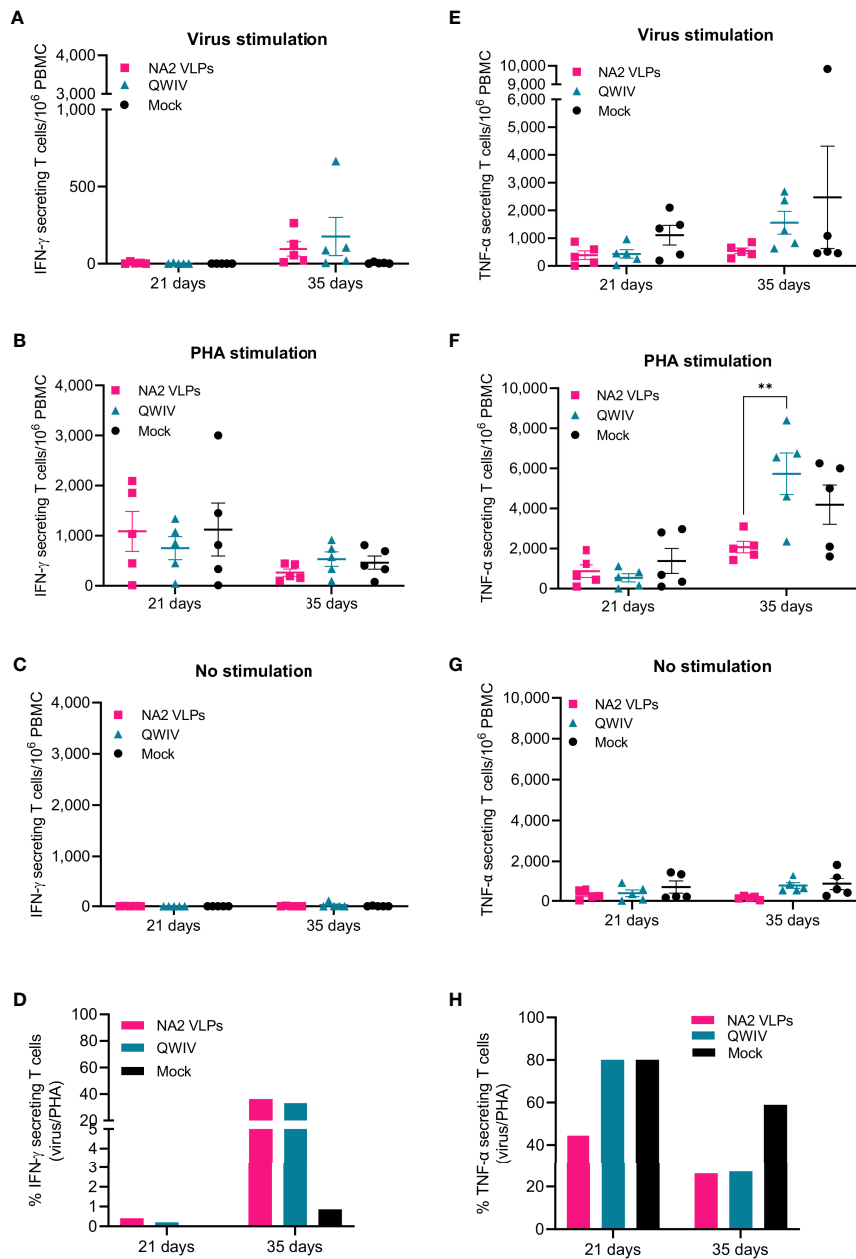 A
Virus stimulation
IFN-γ secreting T cells/10⁶ PBMC
4,000
3,000
1,000
500
0
NA2 VLPs
QWIV
Mock
21 days
35 days
B
PHA stimulation
IFN-γ secreting T cells/10⁶ PBMC
4,000
3,000
2,000
1,000
0
NA2 VLPs
QWIV
Mock
21 days
35 days
C
No stimulation
IFN-γ secreting T cells/10⁶ PBMC
4,000
3,000
2,000
1,000
0
NA2 VLPs
QWIV
Mock
21 days
35 days
D
% IFN-γ secreting T cells
(virus/PHA)
100
80
60
40
20
5
4
3
2
1
0
NA2 VLPs
QWIV
Mock
21 days
35 days
E
Virus stimulation
TNF-α secreting T cells/10⁶ PBMC
10,000
9,000
6,000
5,000
4,000
3,000
2,000
1,000
0
NA2 VLPs
QWIV
Mock
21 days
35 days
F
PHA stimulation
TNF-α secreting T cells/10⁶ PBMC
10,000
8,000
6,000
4,000
2,000
0
NA2 VLPs
QWIV
Mock
**
21 days
35 days
G
No stimulation
TNF-α secreting T cells/10⁶ PBMC
10,000
8,000
6,000
4,000
2,000
0
NA2 VLPs
QWIV
Mock
21 days
35 days
H
% TNF-α secreting T cells
(virus/PHA)
100
80
60
40
20
0
NA2 VLPs
QWIV
Mock
21 days
35 days